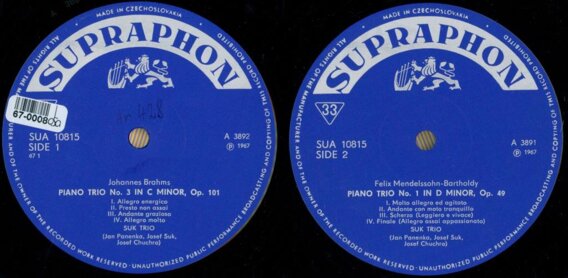 MADE IN CZECHOSLOVAKIA
SUPRAPHON
67-0008
SUA 10815
SIDE 1
67 1
A 3892
Ⓟ 1967
Johannes Brahms
PIANO TRIO No. 3 IN C MINOR, Op. 101
I. Allegro energico
II. Presto non assai
III. Andante grazioso
IV. Allegro molto
SUK TRIO
(Jan Panenka, Josef Suk,
Josef Chuchro)
ALL RIGHTS OF THE MANUFACTURER AND OF THE OWNER OF THE RECORDED WORK RESERVED · UNAUTHORIZED PUBLIC PERFORMANCE BROADCASTING AND COPYING OF THIS RECORD PROHIBITED
MADE IN CZECHOSLOVAKIA
SUPRAPHON
33
SUA 10815
SIDE 2
A 3891
Ⓟ 1967
Felix Mendelssohn-Bartholdy
PIANO TRIO No. 1 IN D MINOR, Op. 49
I. Molto allegro ed agitato
II. Andante con moto tranquillo
III. Scherzo (Leggiero e vivace)
IV. Finale (Allegro assai appassionato)
SUK TRIO
(Jan Panenka, Josef Suk,
Josef Chuchro)
ALL RIGHTS OF THE MANUFACTURER AND OF THE OWNER OF THE RECORDED WORK RESERVED · UNAUTHORIZED PUBLIC PERFORMANCE BROADCASTING AND COPYING OF THIS RECORD PROHIBITED